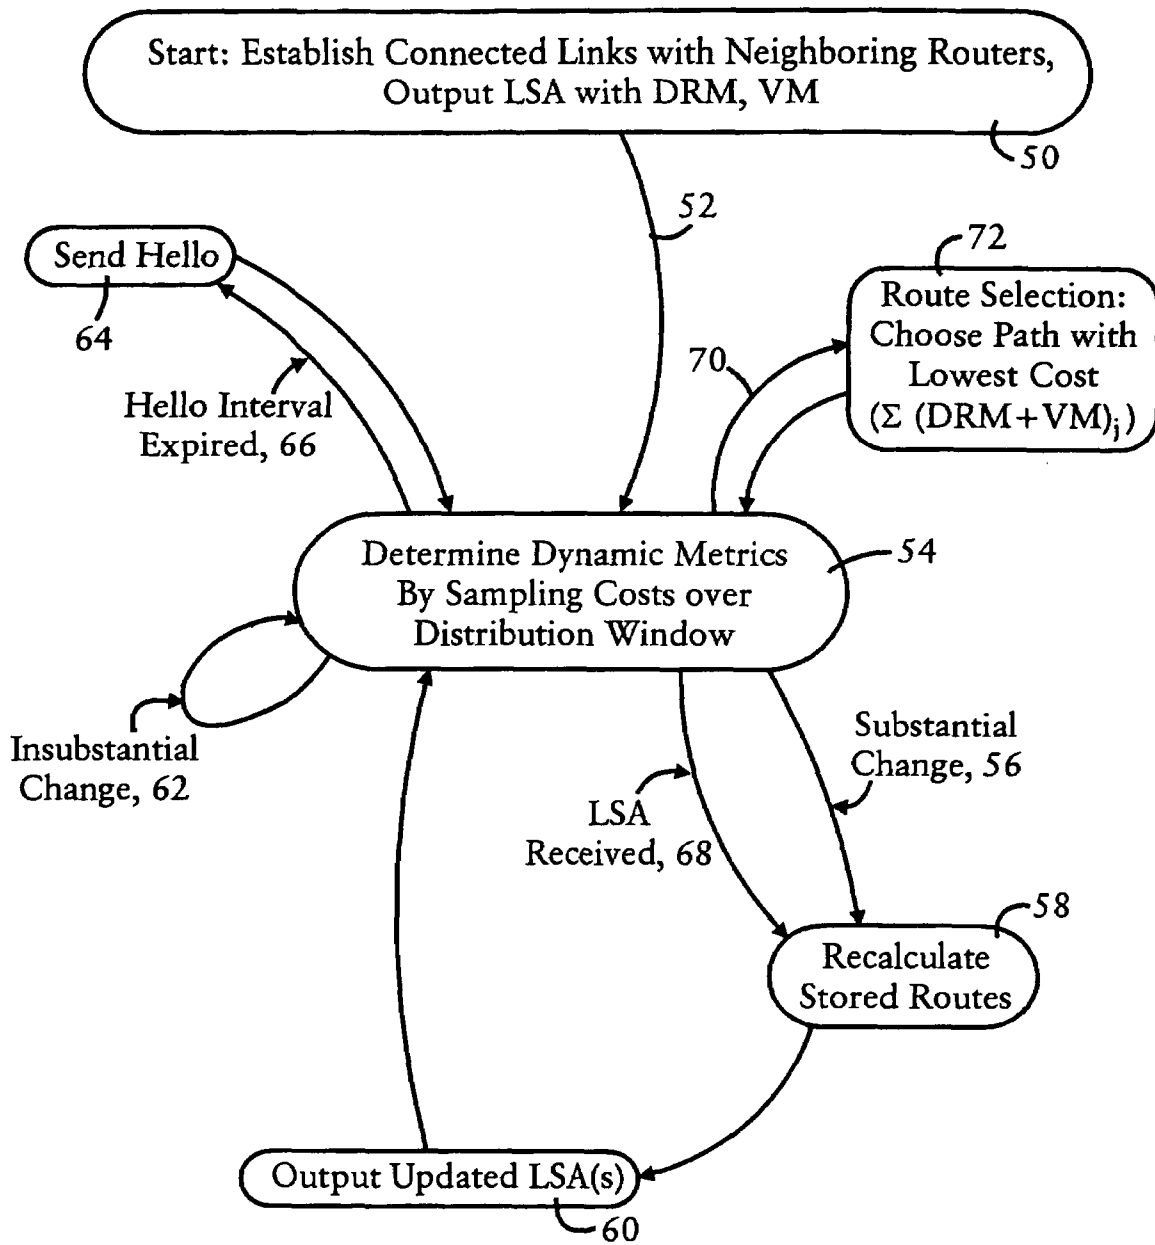 Start: Establish Connected Links with Neighboring Routers,
Output LSA with DRM, VM
50
52
Send Hello
64
72
Route Selection:
Choose Path with
Lowest Cost
(Σ (DRM+VM)j)
70
Hello Interval
Expired, 66
Determine Dynamic Metrics
By Sampling Costs over
Distribution Window
54
Insubstantial
Change, 62
Substantial
Change, 56
LSA
Received, 68
58
Recalculate
Stored Routes
Output Updated LSA(s)
60